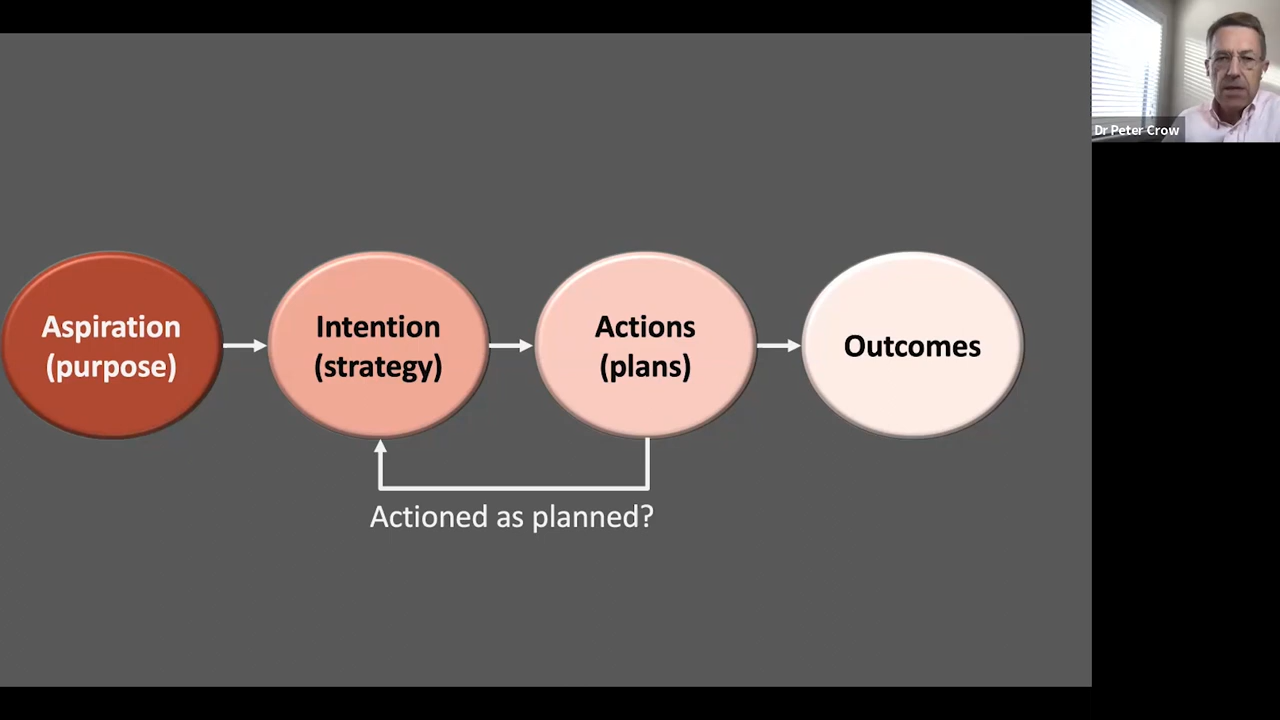 Dr Peter Crow
Aspiration
(purpose)
Intention
(strategy)
Actions
(plans)
Outcomes
Actioned as planned?